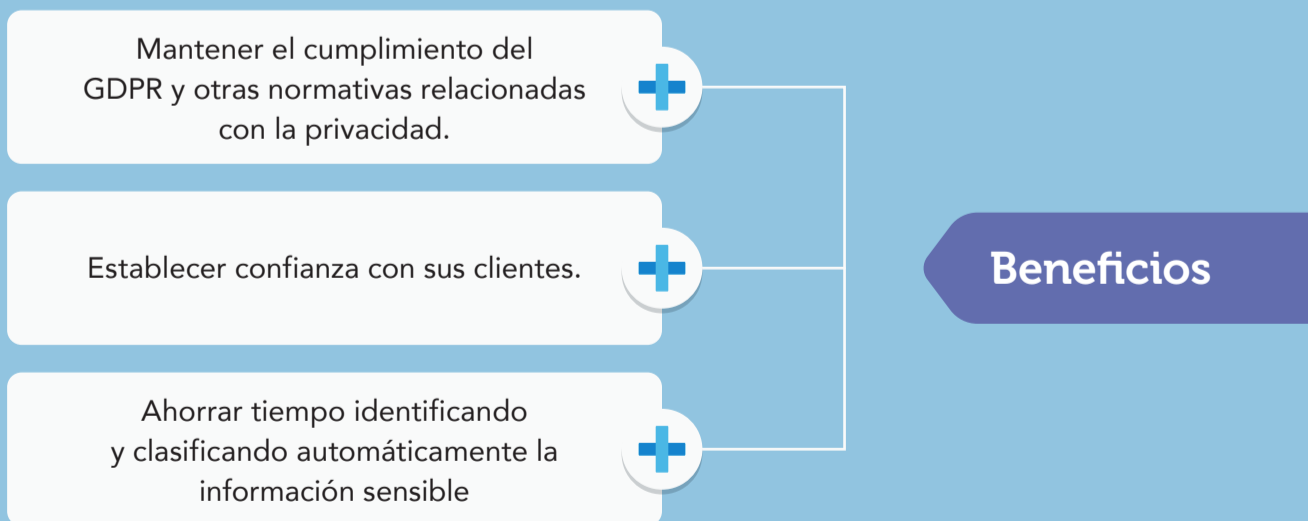 Mantener el cumplimiento del
GDPR y otras normativas relacionadas
con la privacidad.
Establecer confianza con sus clientes.
Ahorrar tiempo identificando
y clasificando automáticamente la
información sensible
Beneficios